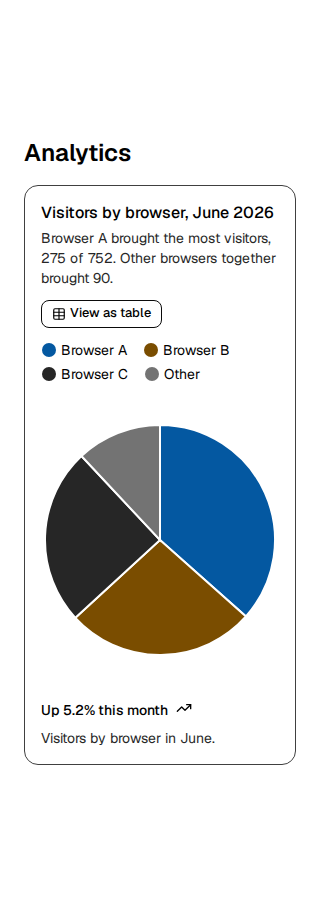 Analytics
Visitors by browser, June 2026
Browser A brought the most visitors,
275 of 752. Other browsers together
brought 90.
View as table
Browser A
Browser B
Browser C
Other
Up 5.2% this month
Visitors by browser in June.